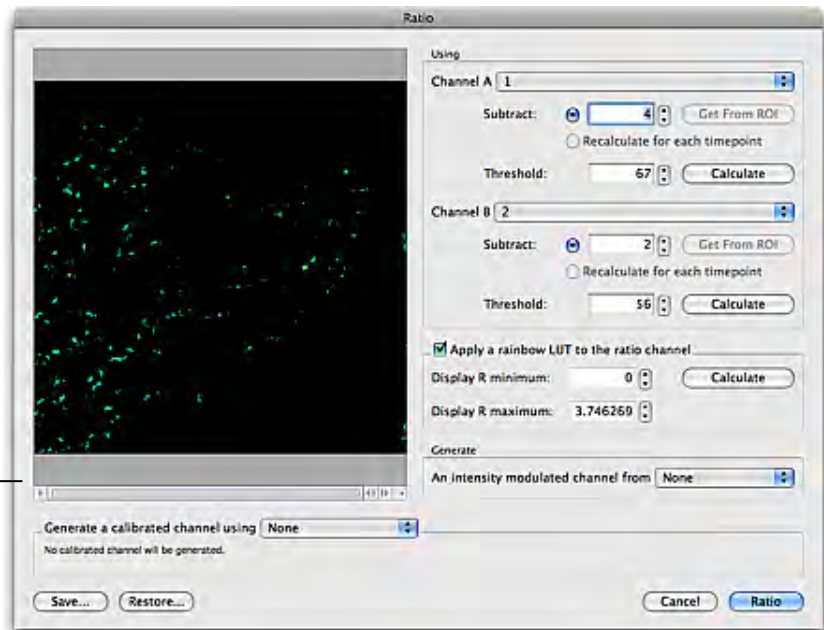 Ratio
Using
Channel A 1
Subtract: 4 Get From ROI
Recalculate for each timepoint
Threshold: 67 Calculate
Channel B 2
Subtract: 2 Get From ROI
Recalculate for each timepoint
Threshold: 56 Calculate
Apply a rainbow LUT to the ratio channel
Display R minimum: 0 Calculate
Display R maximum: 3.746269
Generate
An intensity modulated channel from None
Generate a calibrated channel using None
No calibrated channel will be generated.
Save... Restore... Cancel Ratio